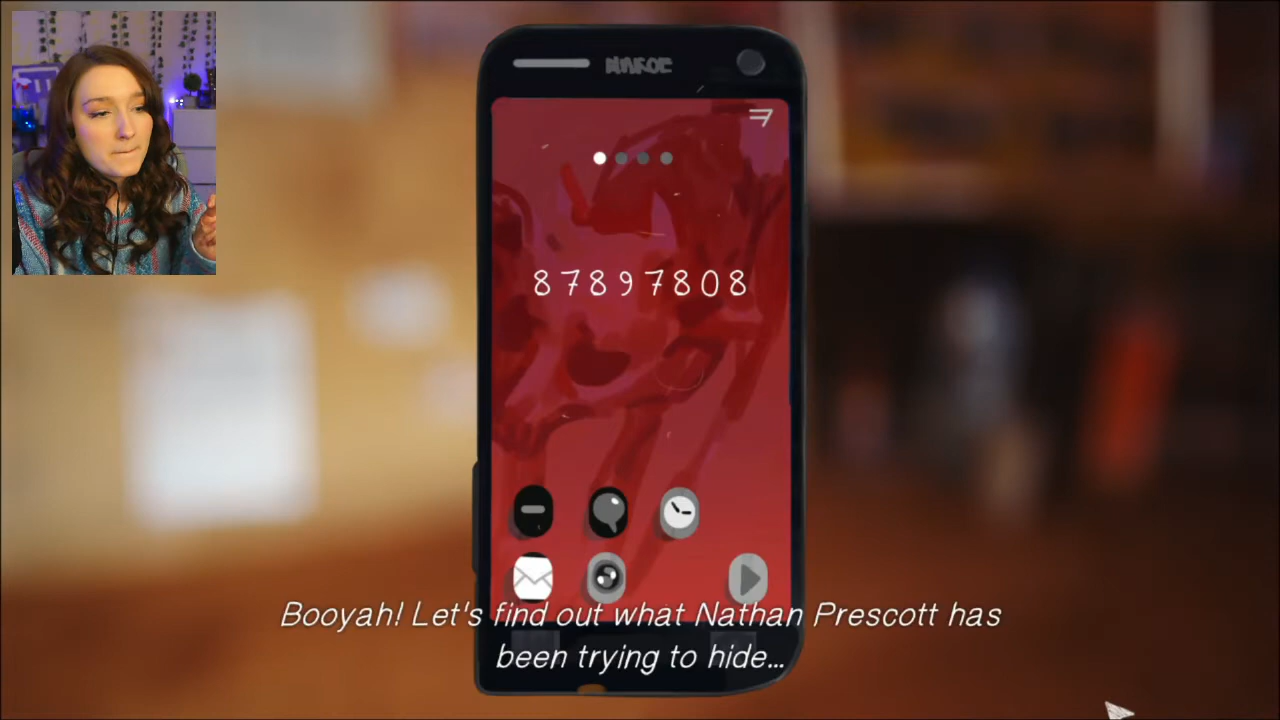 87897808
Booyah! Let's find out what Nathan Prescott has
been trying to hide...